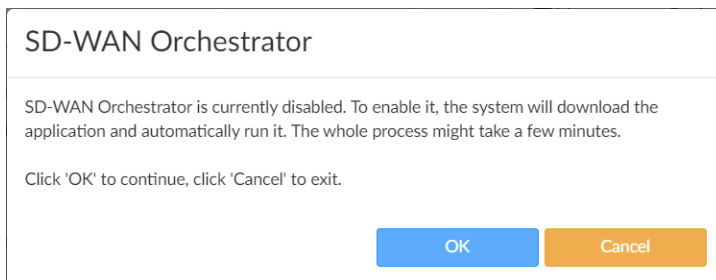 SD-WAN Orchestrator
SD-WAN Orchestrator is currently disabled. To enable it, the system will download the
application and automatically run it. The whole process might take a few minutes.
Click 'OK' to continue, click 'Cancel' to exit.
OK
Cancel